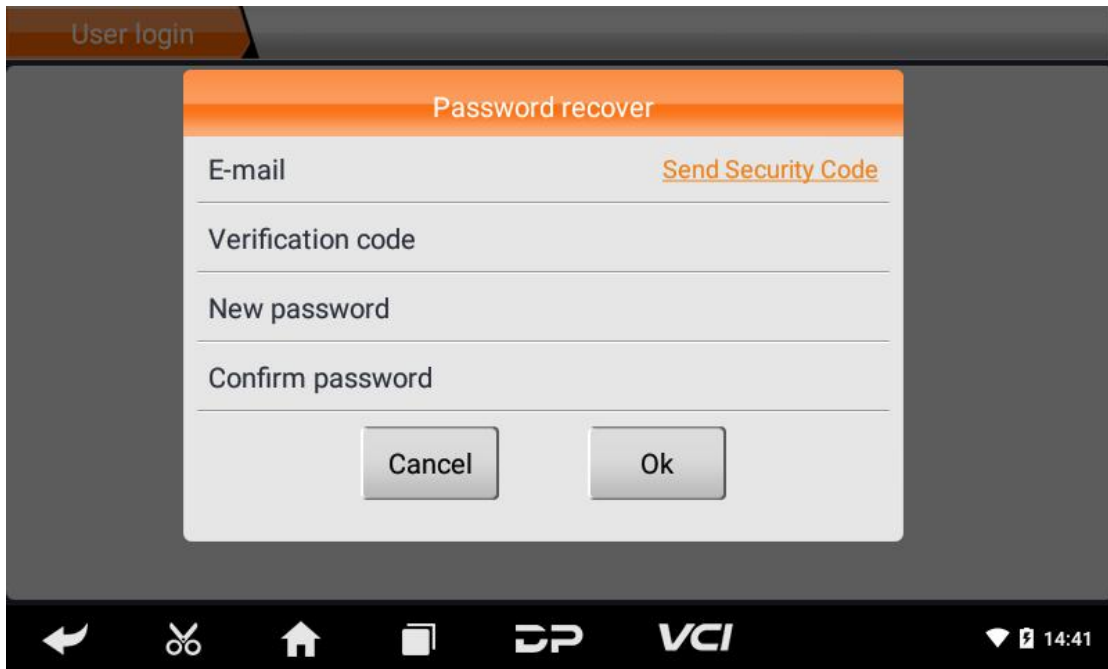 User login
Password recover
E-mail Send Security Code
Verification code
New password
Confirm password
Cancel Ok
DP VCI 14:41